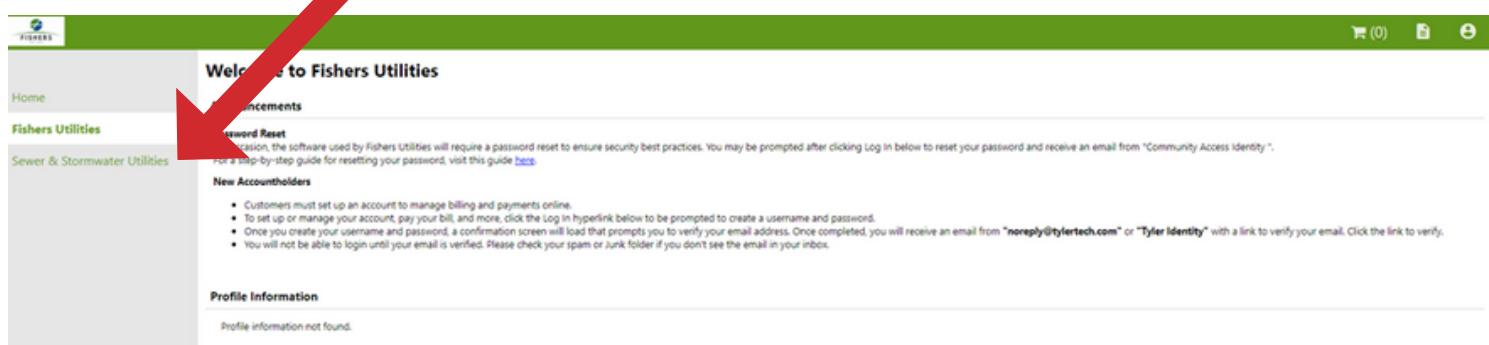 FISHERS
(0)
Welcome to Fishers Utilities
Home
Announcements
Fishers Utilities
Password Reset
occasion, the software used by Fishers Utilities will require a password reset to ensure security best practices. You may be prompted after clicking Log In below to reset your password and receive an email from "Community Access Identity ".
Sewer & Stormwater Utilities
For a step-by-step guide for resetting your password, visit this guide here.
New Accountholders
• Customers must set up an account to manage billing and payments online.
• To set up or manage your account, pay your bill, and more, click the Log In hyperlink below to be prompted to create a username and password.
• Once you create your username and password, a confirmation screen will load that prompts you to verify your email address. Once completed, you will receive an email from "noreply@tylertech.com" or "Tyler Identity" with a link to verify your email. Click the link to verify.
• You will not be able to login until your email is verified. Please check your spam or Junk folder if you don't see the email in your inbox.
Profile Information
Profile information not found.